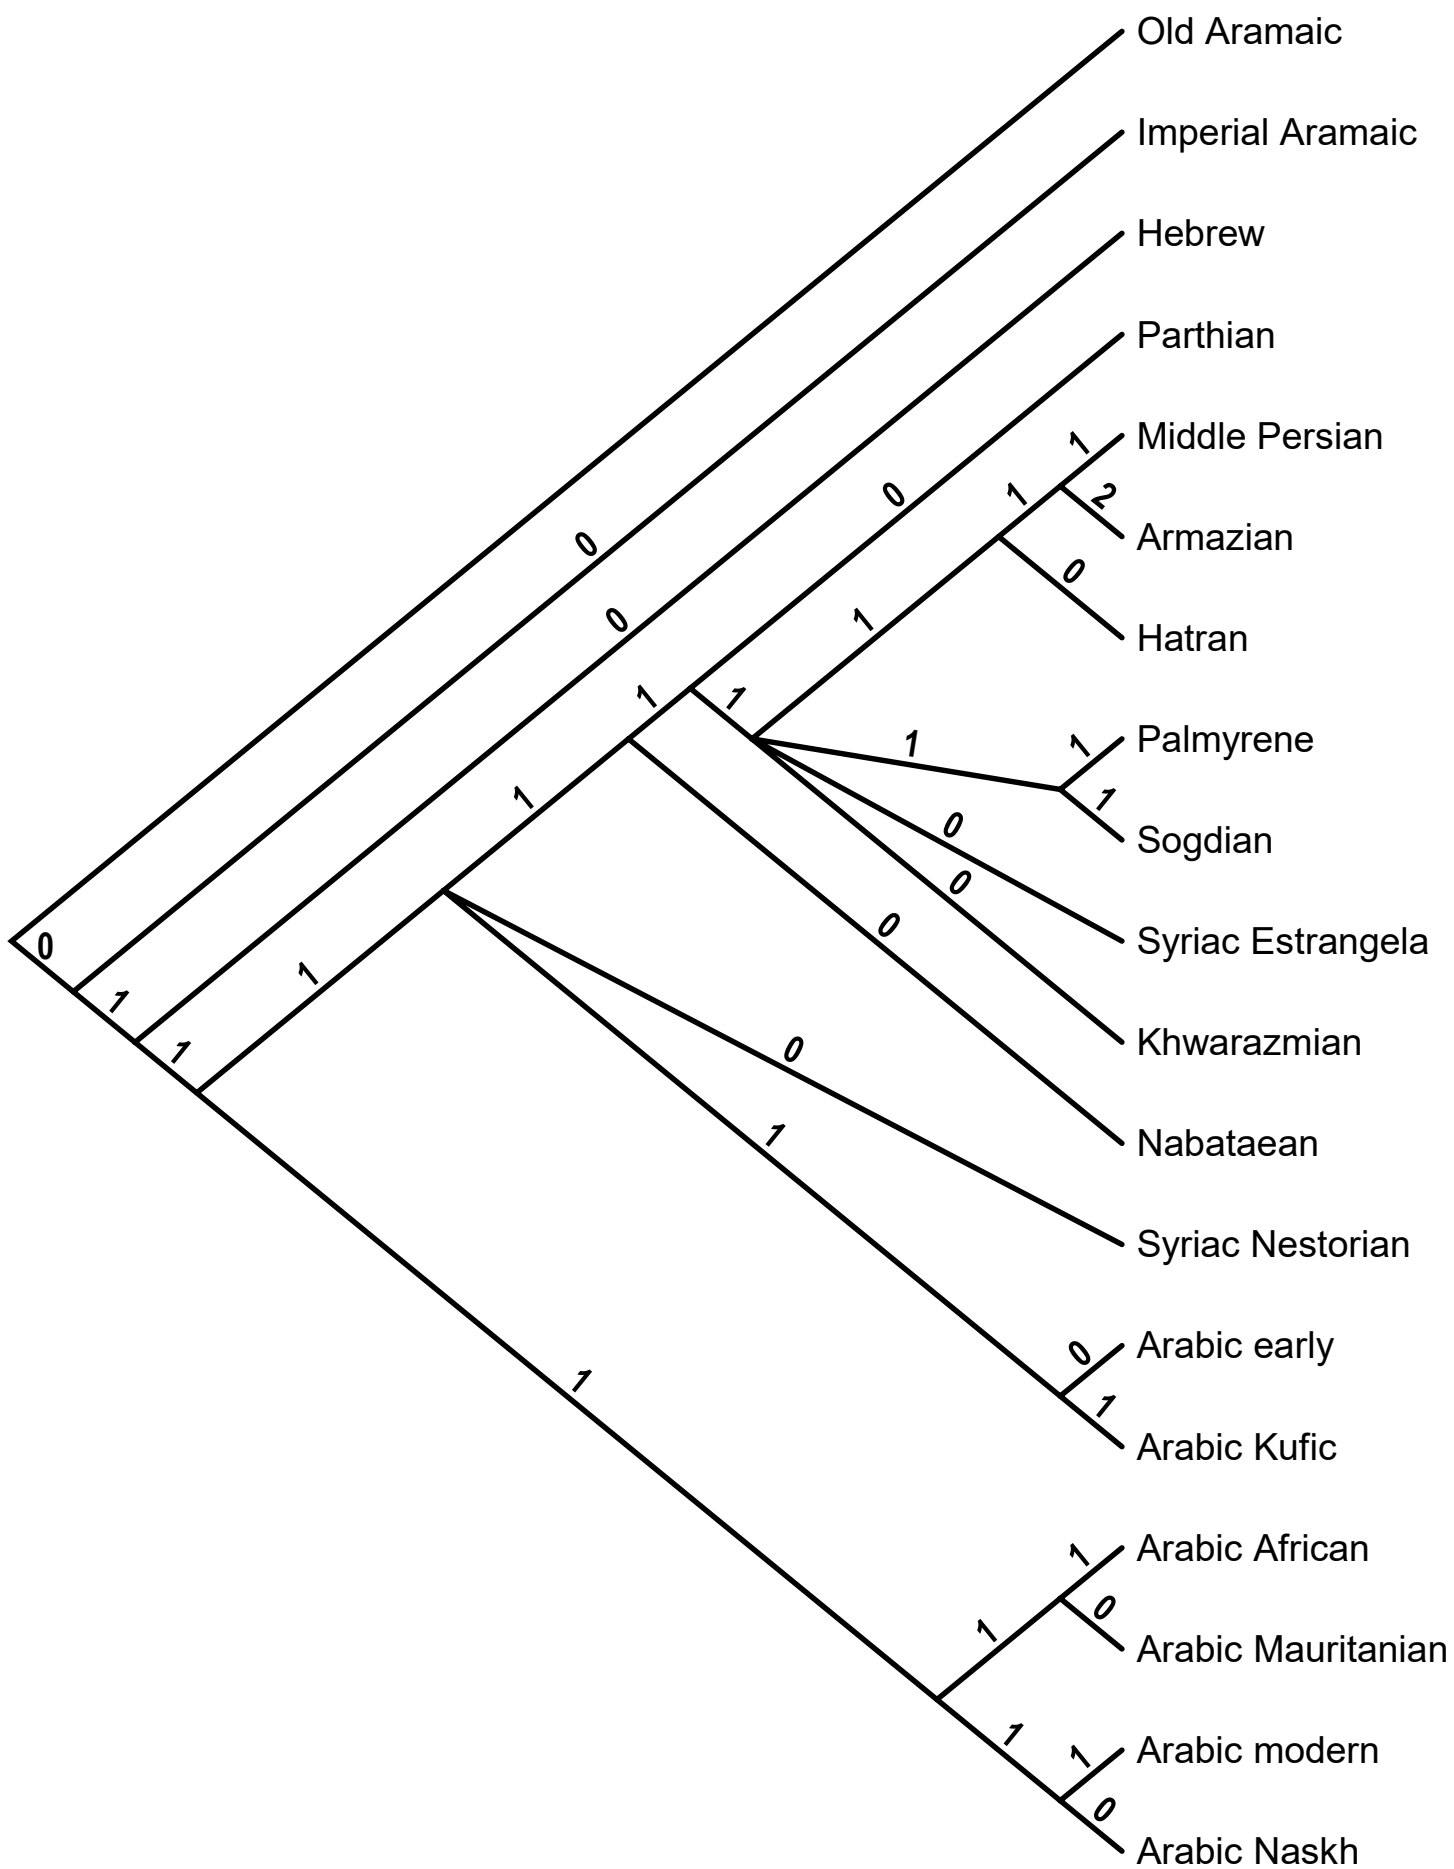 Old Aramaic
Imperial Aramaic
Hebrew
Parthian
1 Middle Persian
0 1 2
Armazian
0 0
1 0 Hatran
1 1
1 1 Palmyrene
1 1
0 Sogdian
0
0 0 Syriac Estrangela
1 1
1 0 Khwarazmian
1 Nabataean
Syriac Nestorian
0 Arabic early
1 1
Arabic Kufic
1 Arabic African
1 0
Arabic Mauritanian
1 1 Arabic modern
0
Arabic Naskh